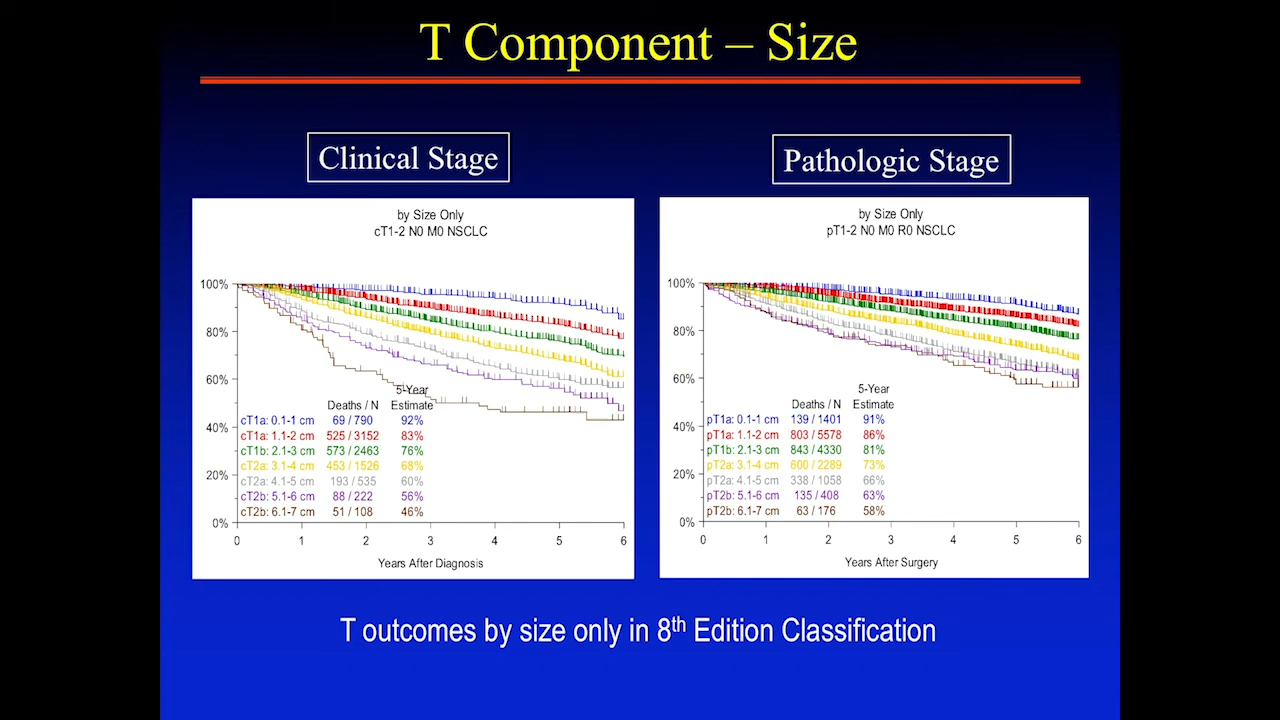 T Component – Size
Clinical Stage
by Size Only
cT1-2 N0 M0 NSCLC
100%
80%
60%
40%
20%
0%
5-Year
Deaths / N Estimate
cT1a: 0.1-1 cm 69 / 790 92%
cT1a: 1.1-2 cm 525 / 3152 83%
cT1b: 2.1-3 cm 573 / 2463 76%
cT2a: 3.1-4 cm 453 / 1526 68%
cT2a: 4.1-5 cm 193 / 535 60%
cT2b: 5.1-6 cm 88 / 222 56%
cT2b: 6.1-7 cm 51 / 108 46%
0 1 2 3 4 5 6
Years After Diagnosis
Pathologic Stage
by Size Only
pT1-2 N0 M0 R0 NSCLC
100%
80%
60%
40%
20%
0%
5-Year
Deaths / N Estimate
pT1a: 0.1-1 cm 139 / 1401 91%
pT1a: 1.1-2 cm 803 / 5578 86%
pT1b: 2.1-3 cm 843 / 4330 81%
pT2a: 3.1-4 cm 600 / 2289 73%
pT2a: 4.1-5 cm 338 / 1058 66%
pT2b: 5.1-6 cm 135 / 408 63%
pT2b: 6.1-7 cm 63 / 176 58%
0 1 2 3 4 5 6
Years After Surgery
T outcomes by size only in 8th Edition Classification